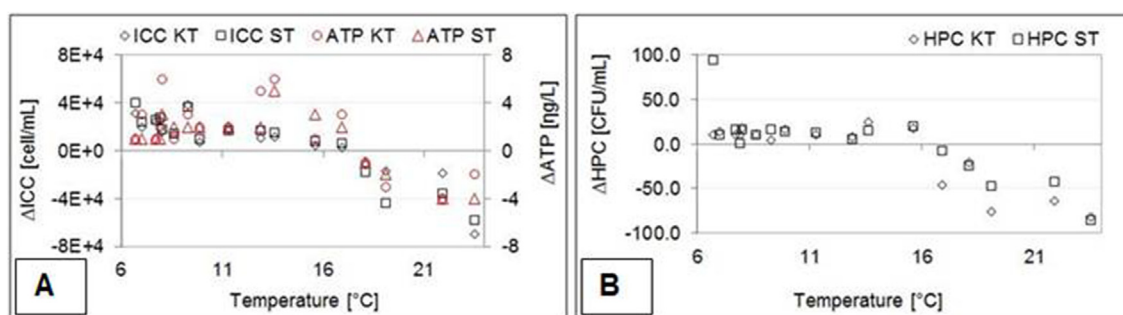 ICC KT ICC ST ATP KT ATP ST
8E+4
4E+4
0E+0
-4E+4
-8E+4
ΔICC [cell/mL]
8
4
0
-4
-8
ΔATP [ηg/L]
6 11 16 21
Temperature [°C]
A
HPC KT HPC ST
100.0
50.0
0.0
-50.0
-100.0
ΔHPC [CFU/mL]
6 11 16 21
Temperature [°C]
B